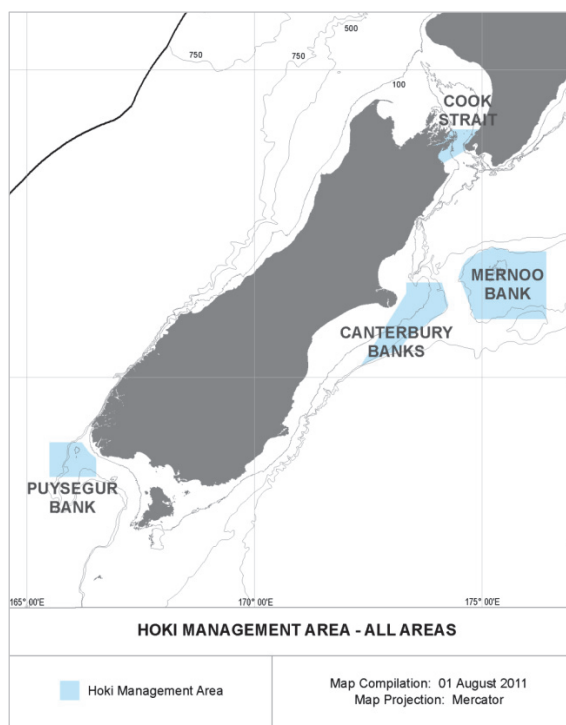 500
750
750
100
COOK
STRAIT
MERNOO
BANK
CANTERBURY
BANKS
PUYSEGUR
BANK
165° 00'E
170° 00'E
175° 00'E
HOKI MANAGEMENT AREA - ALL AREAS
Hoki Management Area
Map Compilation: 01 August 2011
Map Projection: Mercator